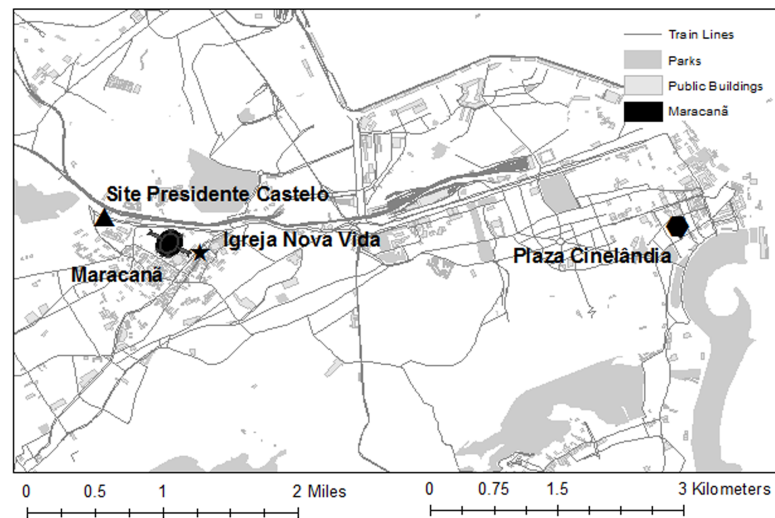 Train Lines
Parks
Public Buildings
Maracanã
Site Presidente Castelo
Igreja Nova Vida
Plaza Cinelândia
Maracanã
0 0.5 1 2 Miles
0 0.75 1.5 3 Kilometers